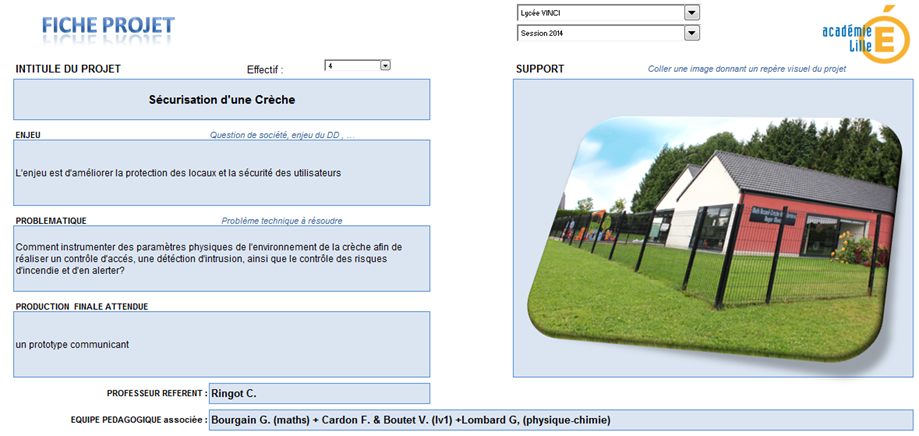 FICHE PROJET
Lycée VINCI
Session 2014
académie
Lille
INTITULE DU PROJET
Effectif :
4
SUPPORT
Coller une image donnant un repère visuel du projet
Sécurisation d'une Crèche
ENJEU
Question de société, enjeu du DD , …
L'enjeu est d'améliorer la protection des locaux et la sécurité des utilisateurs
PROBLEMATIQUE
Problème technique à résoudre
Comment instrumenter des paramètres physiques de l'environement de la crèche afin de
réaliser un contrôle d'accés, une détéction d'intrusion, ainsi que le contrôle des risques
d'incendie et d'en alerter?
PRODUCTION FINALE ATTENDUE
un prototype communicant
PROFESSEUR REFERENT :
Ringot C.
EQUIPE PEDAGOGIQUE associée :
Bourgain G. (maths) + Cardon F. & Boutet V. (lv1) +Lombard G, (physique-chimie)